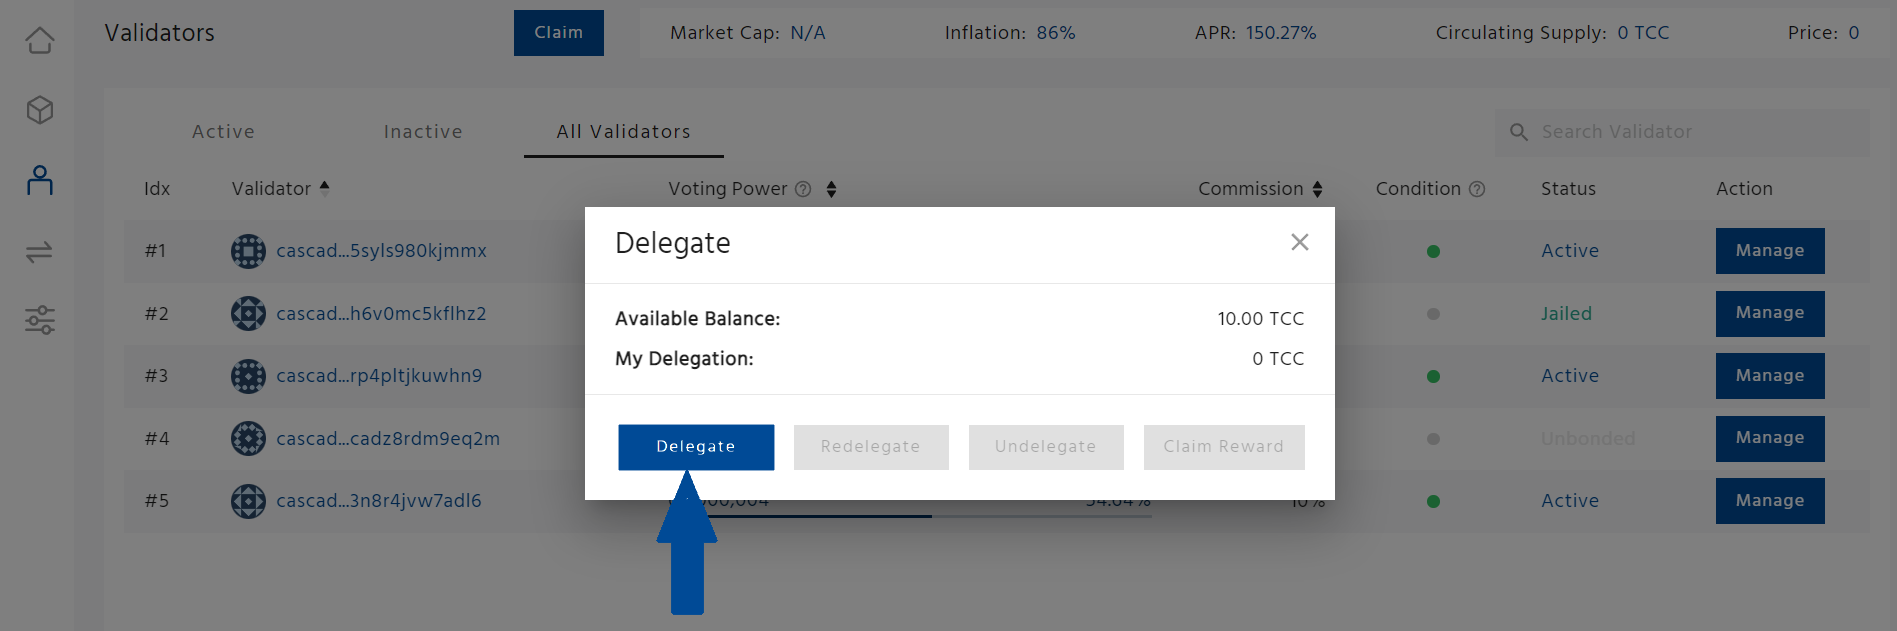 Validators Claim Market Cap: N/A Inflation: 86% APR: 150.27% Circulating Supply: 0 TCC Price: 0
Active Inactive All Validators Search Validator
Idx Validator Voting Power Commission Condition Status Action
#1 cascad...5syls980kjmmx Active Manage
#2 cascad...h6v0mc5kflhz2 Jailed Manage
#3 cascad...rp4pltjkuwhn9 Active Manage
#4 cascad...cadz8rdm9eq2m Unbonded Manage
#5 cascad...3n8r4jvw7adl6 10% Active Manage
Delegate
Available Balance: 10.00 TCC
My Delegation: 0 TCC
Delegate Redelegate Undelegate Claim Reward